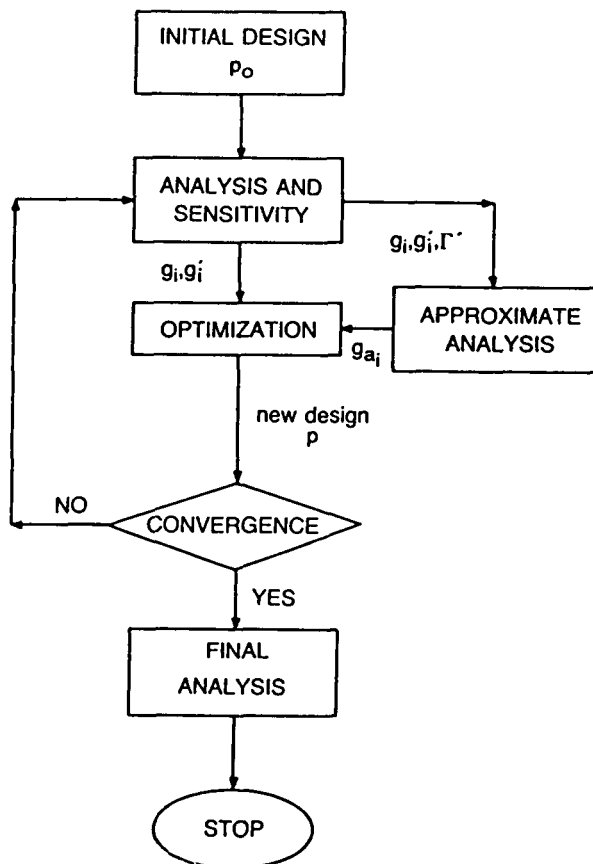 INITIAL DESIGN
p₀
ANALYSIS AND
SENSITIVITY
gᵢ,gᵢ′
gᵢ,gᵢ′,Γ′
OPTIMIZATION
APPROXIMATE
ANALYSIS
gₐᵢ
new design
p
NO
CONVERGENCE
YES
FINAL
ANALYSIS
STOP